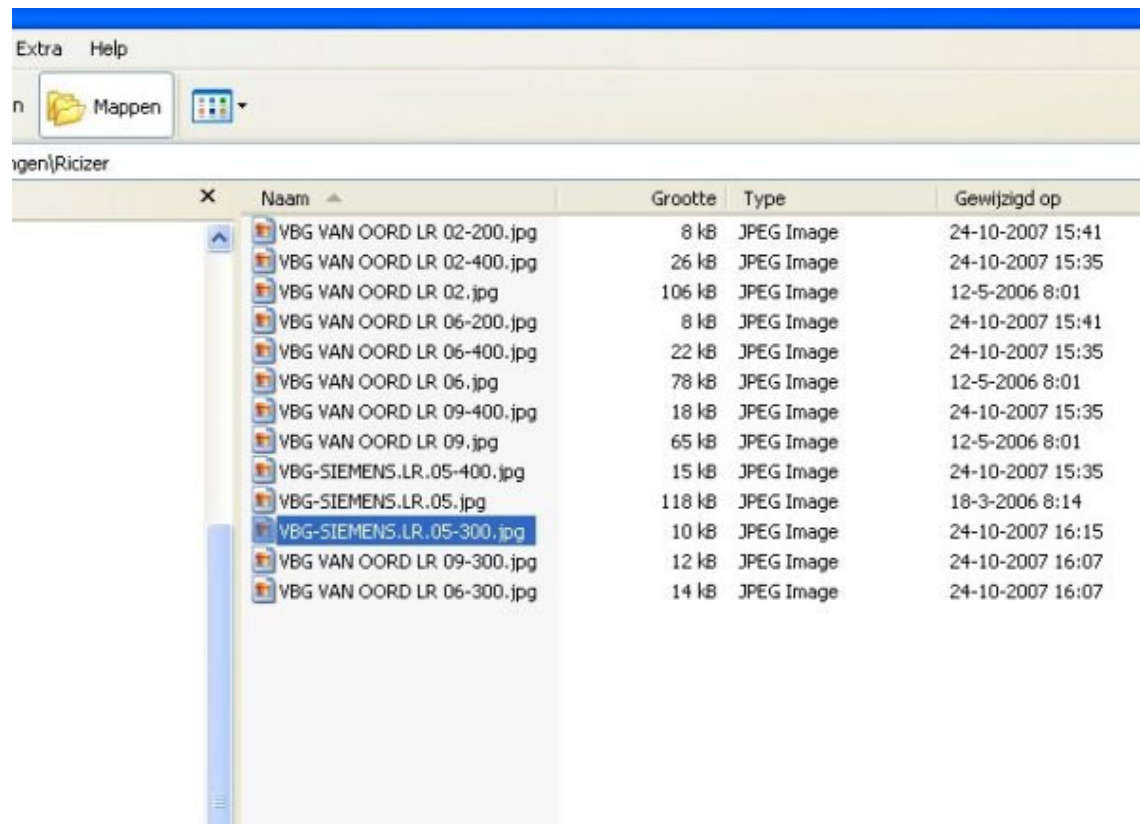 Extra Help
n Mappen
ngen\Ricizer
Naam Grootte Type Gewijzigd op
VBG VAN OORD LR 02-200.jpg 8 kB JPEG Image 24-10-2007 15:41
VBG VAN OORD LR 02-400.jpg 26 kB JPEG Image 24-10-2007 15:35
VBG VAN OORD LR 02.jpg 106 kB JPEG Image 12-5-2006 8:01
VBG VAN OORD LR 06-200.jpg 8 kB JPEG Image 24-10-2007 15:41
VBG VAN OORD LR 06-400.jpg 22 kB JPEG Image 24-10-2007 15:35
VBG VAN OORD LR 06.jpg 78 kB JPEG Image 12-5-2006 8:01
VBG VAN OORD LR 09-400.jpg 18 kB JPEG Image 24-10-2007 15:35
VBG VAN OORD LR 09.jpg 65 kB JPEG Image 12-5-2006 8:01
VBG-SIEMENS.LR.05-400.jpg 15 kB JPEG Image 24-10-2007 15:35
VBG-SIEMENS.LR.05.jpg 118 kB JPEG Image 18-3-2006 8:14
VBG-SIEMENS.LR.05-300.jpg 10 kB JPEG Image 24-10-2007 16:15
VBG VAN OORD LR 09-300.jpg 12 kB JPEG Image 24-10-2007 16:07
VBG VAN OORD LR 06-300.jpg 14 kB JPEG Image 24-10-2007 16:07